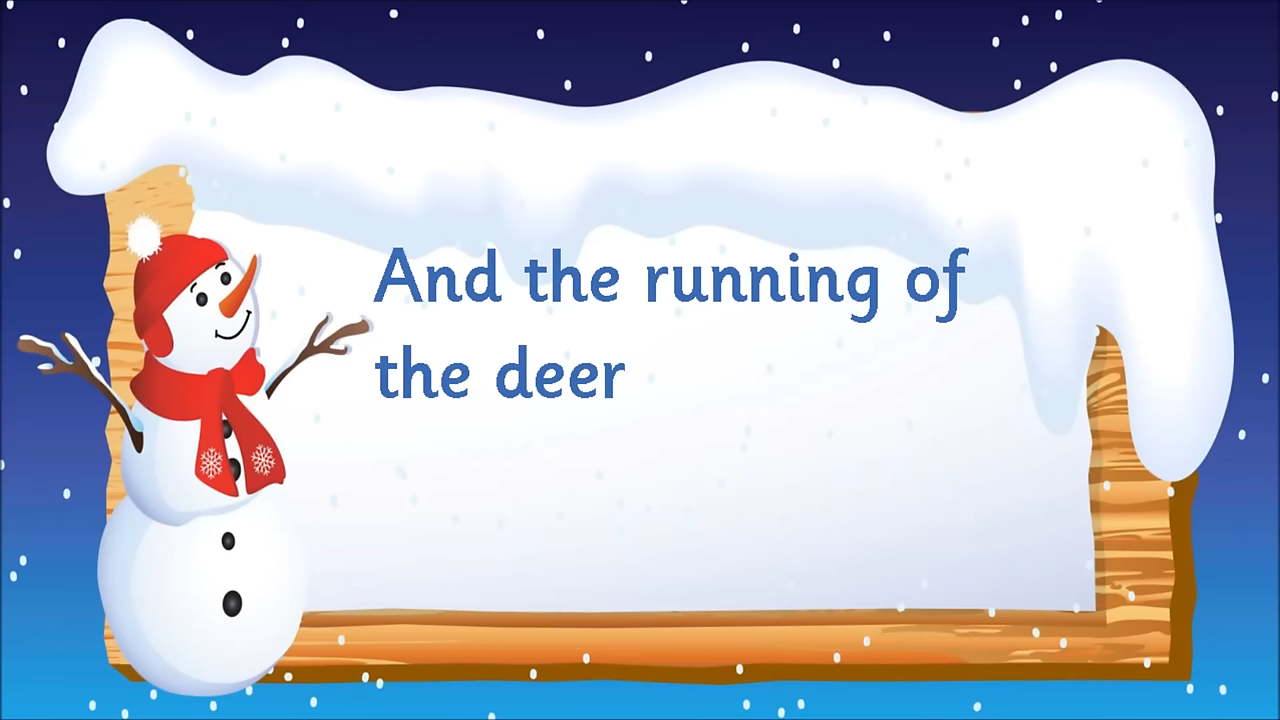 And the running of
the deer